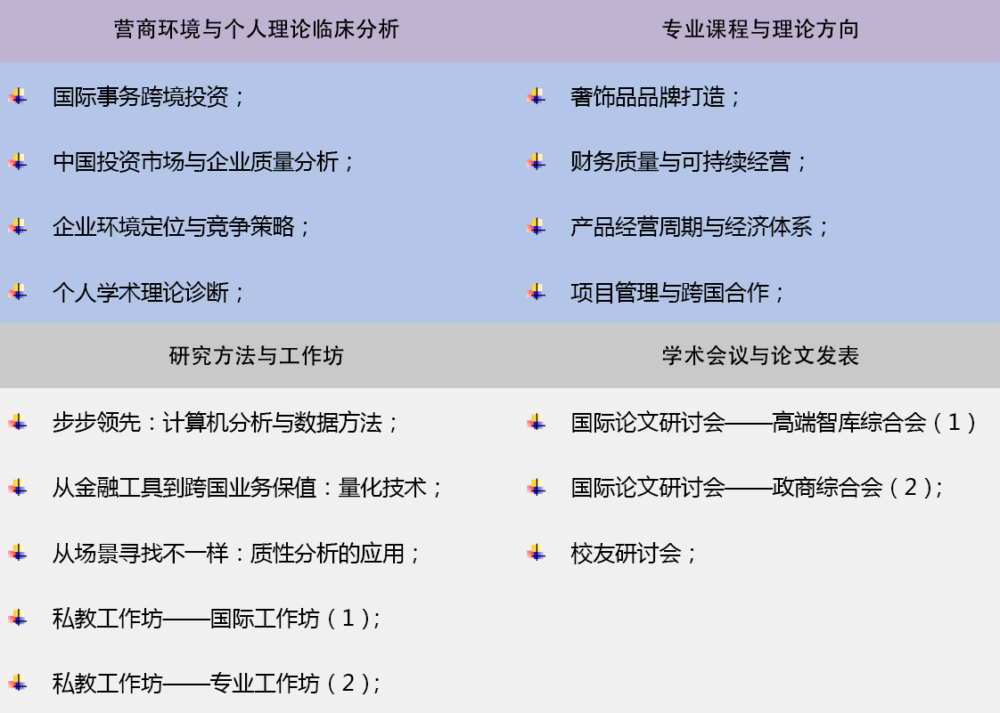 营商环境与个人理论临床分析
国际事务跨境投资；
中国投资市场与企业质量分析；
企业环境定位与竞争策略；
个人学术理论诊断；
专业课程与理论方向
奢饰品品牌打造；
财务质量与可持续经营；
产品经营周期与经济体系；
项目管理与跨国合作；
研究方法与工作坊
步步领先：计算机分析与数据方法；
从金融工具到跨国业务保值：量化技术；
从场景寻找不一样：质性分析的应用；
私教工作坊——国际工作坊（1）；
私教工作坊——专业工作坊（2）；
学术会议与论文发表
国际论文研讨会——高端智库综合会（1）
国际论文研讨会——政商综合会（2）；
校友研讨会；